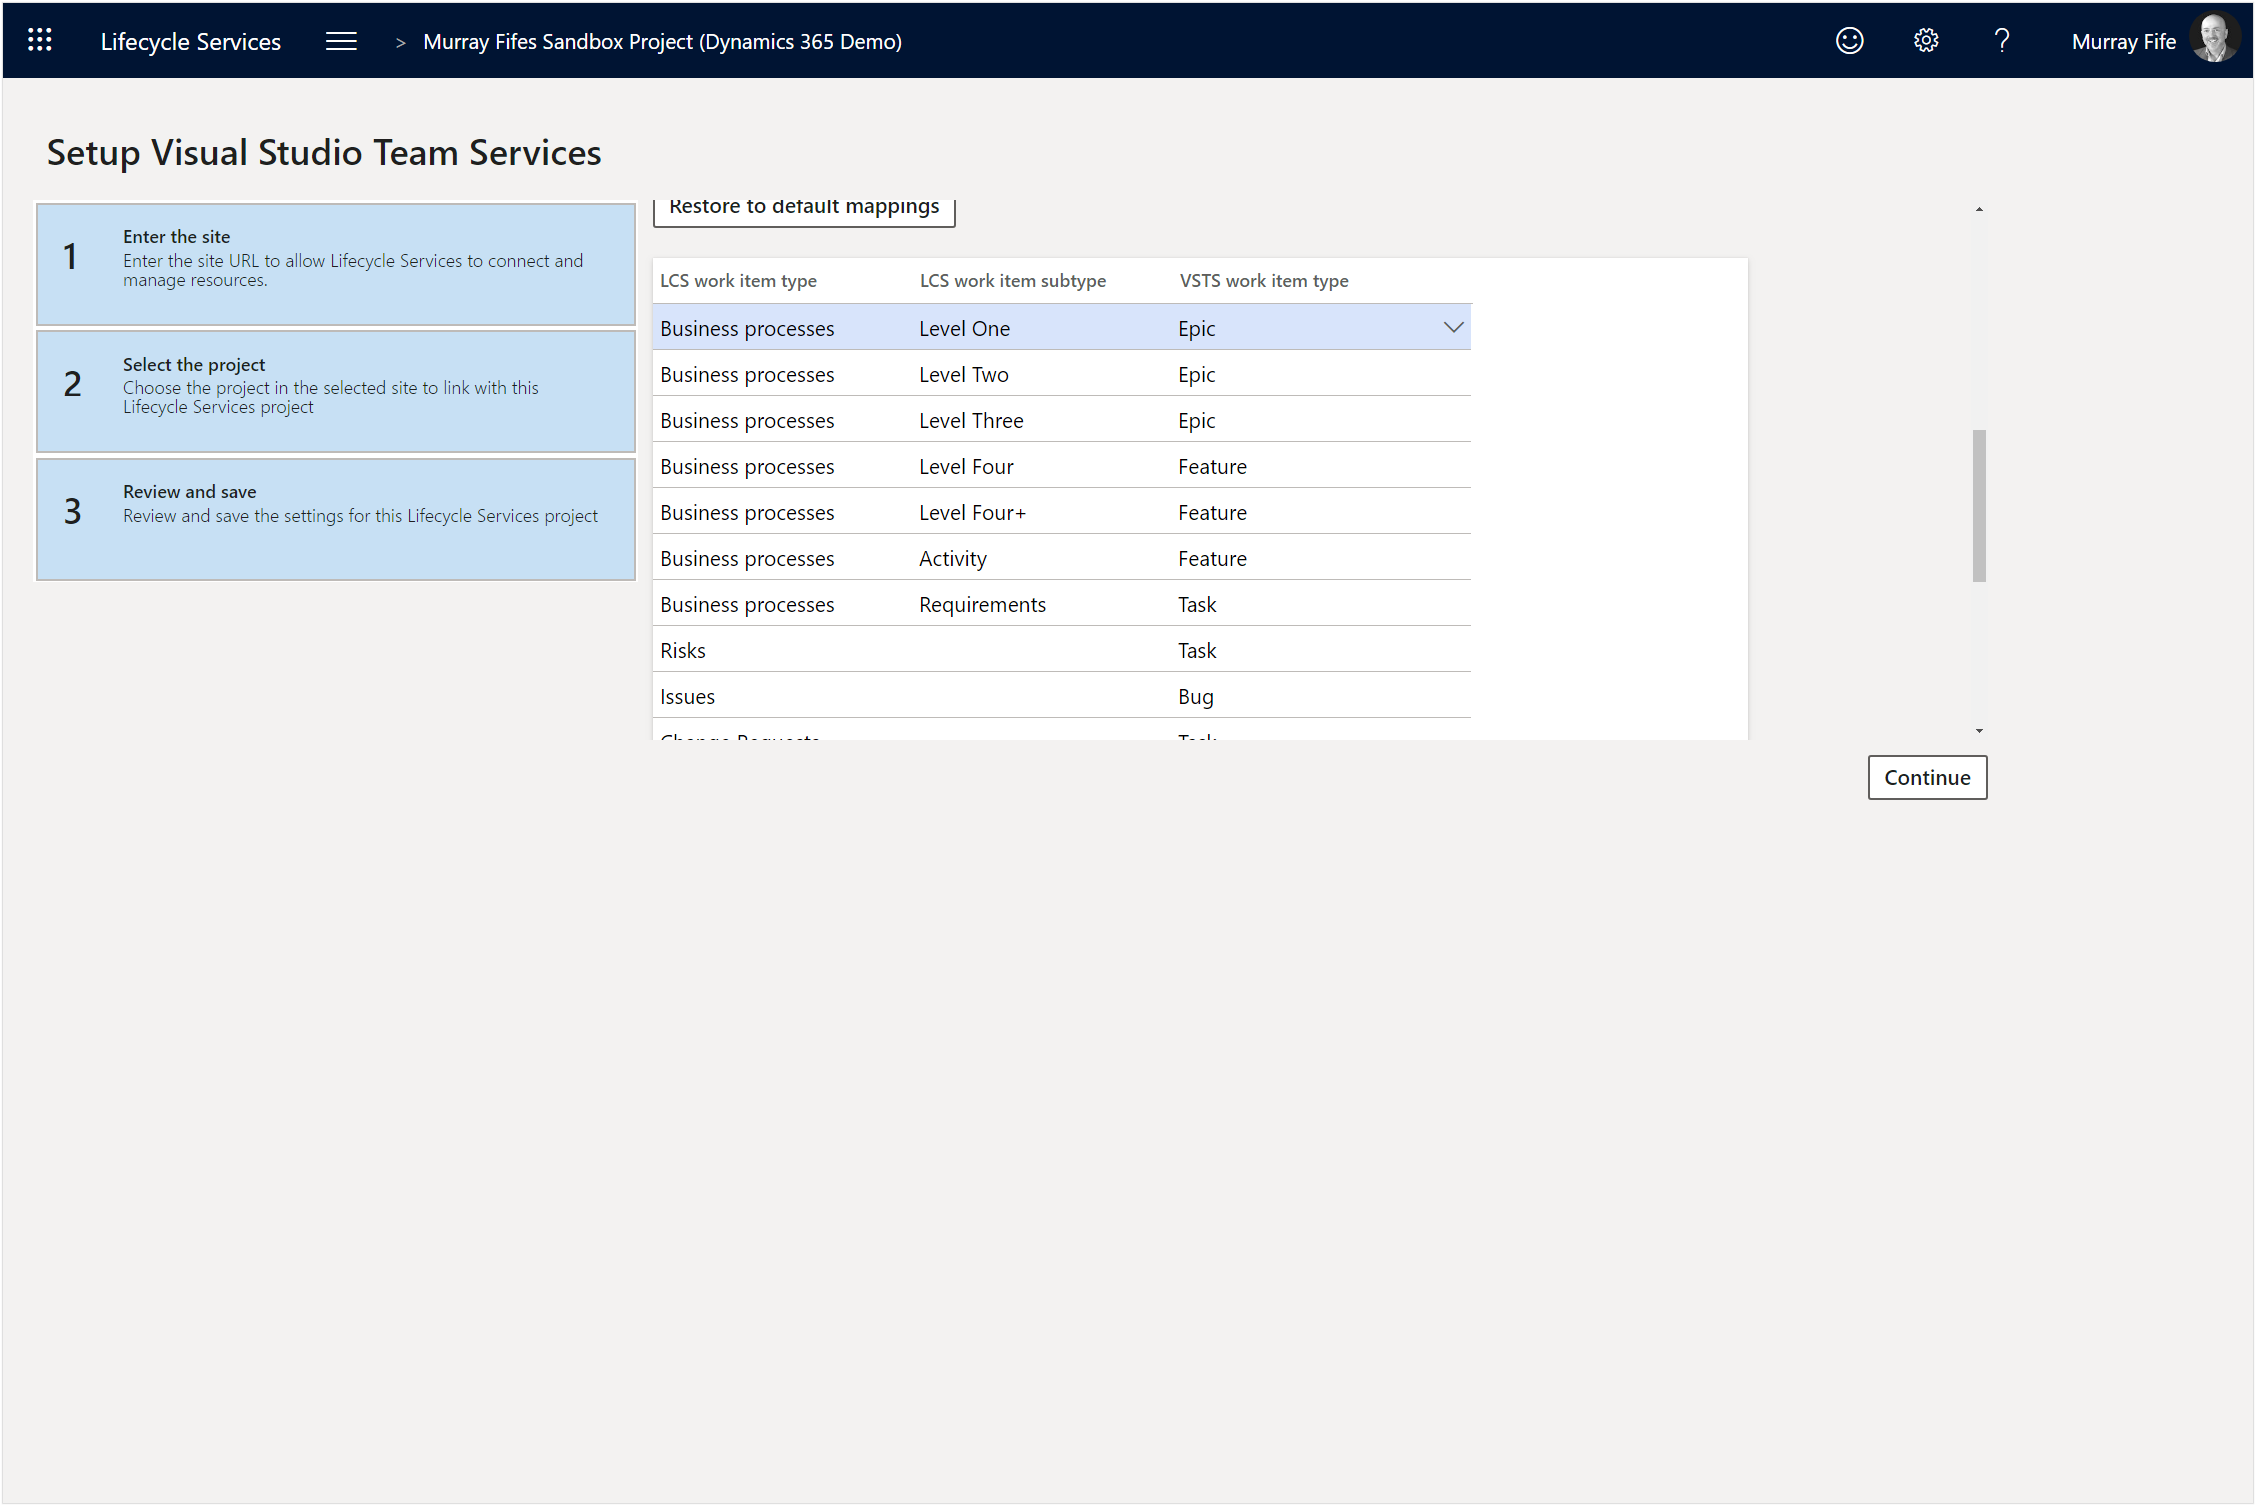 Lifecycle Services > Murray Fifes Sandbox Project (Dynamics 365 Demo) ? Murray Fife
Setup Visual Studio Team Services
1 Enter the site
Enter the site URL to allow Lifecycle Services to connect and
manage resources.
2 Select the project
Choose the project in the selected site to link with this
Lifecycle Services project
3 Review and save
Review and save the settings for this Lifecycle Services project
Restore to default mappings
LCS work item type LCS work item subtype VSTS work item type
Business processes Level One Epic
Business processes Level Two Epic
Business processes Level Three Epic
Business processes Level Four Feature
Business processes Level Four+ Feature
Business processes Activity Feature
Business processes Requirements Task
Risks Task
Issues Bug
Change Requests Task
Continue